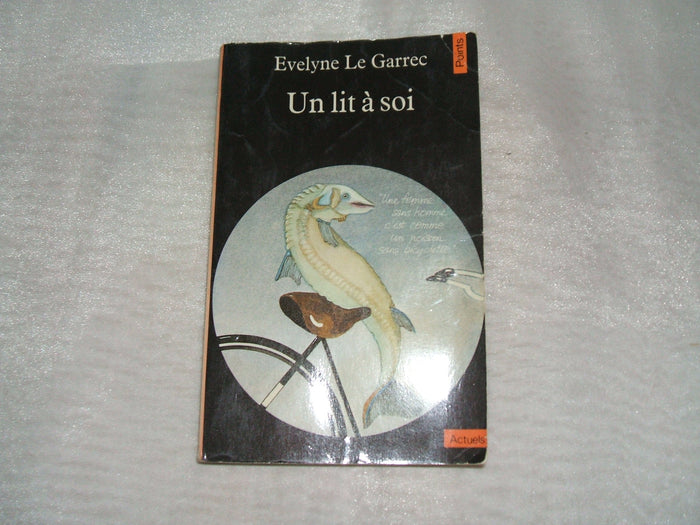 Evelyne Le Garrec
Points
Un lit à soi
"Une femme
sans homme
c'est comme
un poisson
sans bicyclette"
Actuels